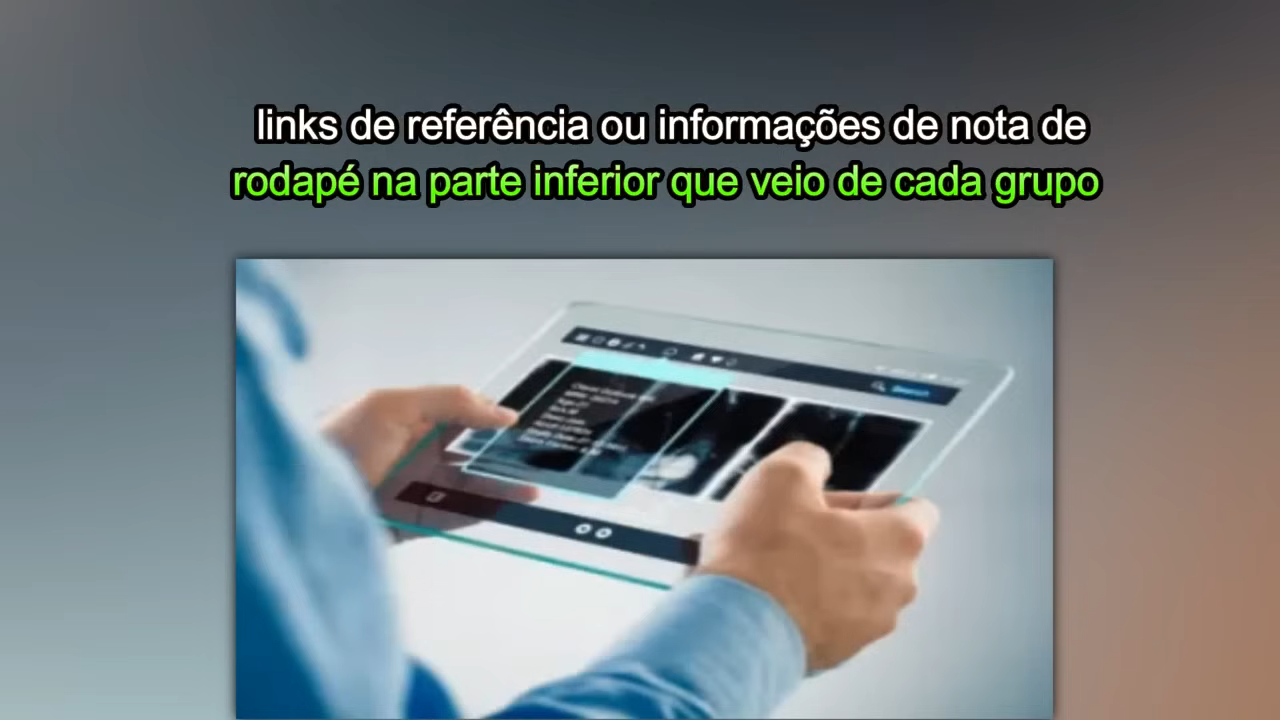 links de referência ou informações de nota de
rodapé na parte inferior que veio de cada grupo